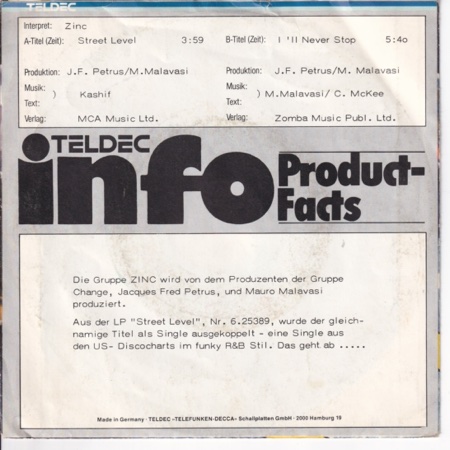 TELDEC
Interpret: Zinc
A-Titel (Zeit): Street Level 3:59 B-Titel (Zeit): I 'll Never Stop 5:4o
Produktion: J.F. Petrus/M.Malavasi Produktion: J.F. Petrus/M. Malavasi
Musik: Musik:
) Kashif ) M.Malavasi/ C. McKee
Text: Text:
Verlag: MCA Music Ltd. Verlag: Zomba Music Publ. Ltd.
TELDEC
info Product-
Facts
Die Gruppe ZINC wird von dem Produzenten der Gruppe
Change, Jacques Fred Petrus, und Mauro Malavasi
produziert.
Aus der LP "Street Level", Nr. 6.25389, wurde der gleich-
namige Titel als Single ausgekoppelt - eine Single aus
den US- Discocharts im funky R&B Stil. Das geht ab .....
Made in Germany · TELDEC »TELEFUNKEN-DECCA« Schallplatten GmbH · 2000 Hamburg 19